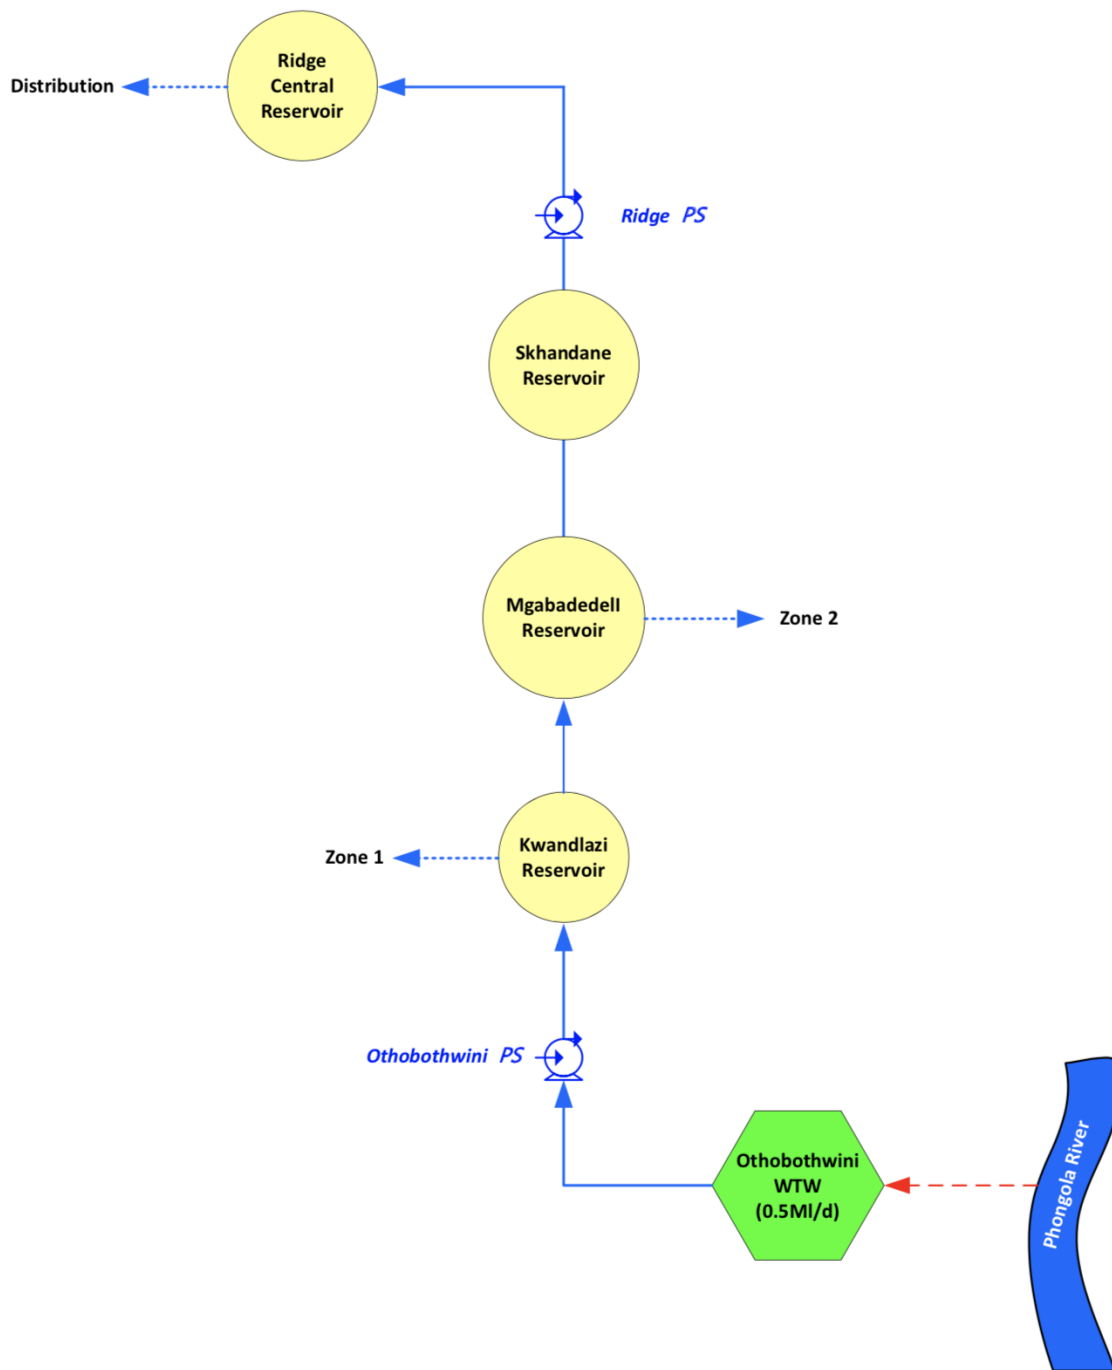 Ridge
Central
Reservoir
Distribution
Ridge PS
Skhandane
Reservoir
Mgabadedell
Reservoir
Zone 2
Kwandlazi
Reservoir
Zone 1
Othobothwini PS
Othobothwini
WTW
(0.5Ml/d)
Phongola River